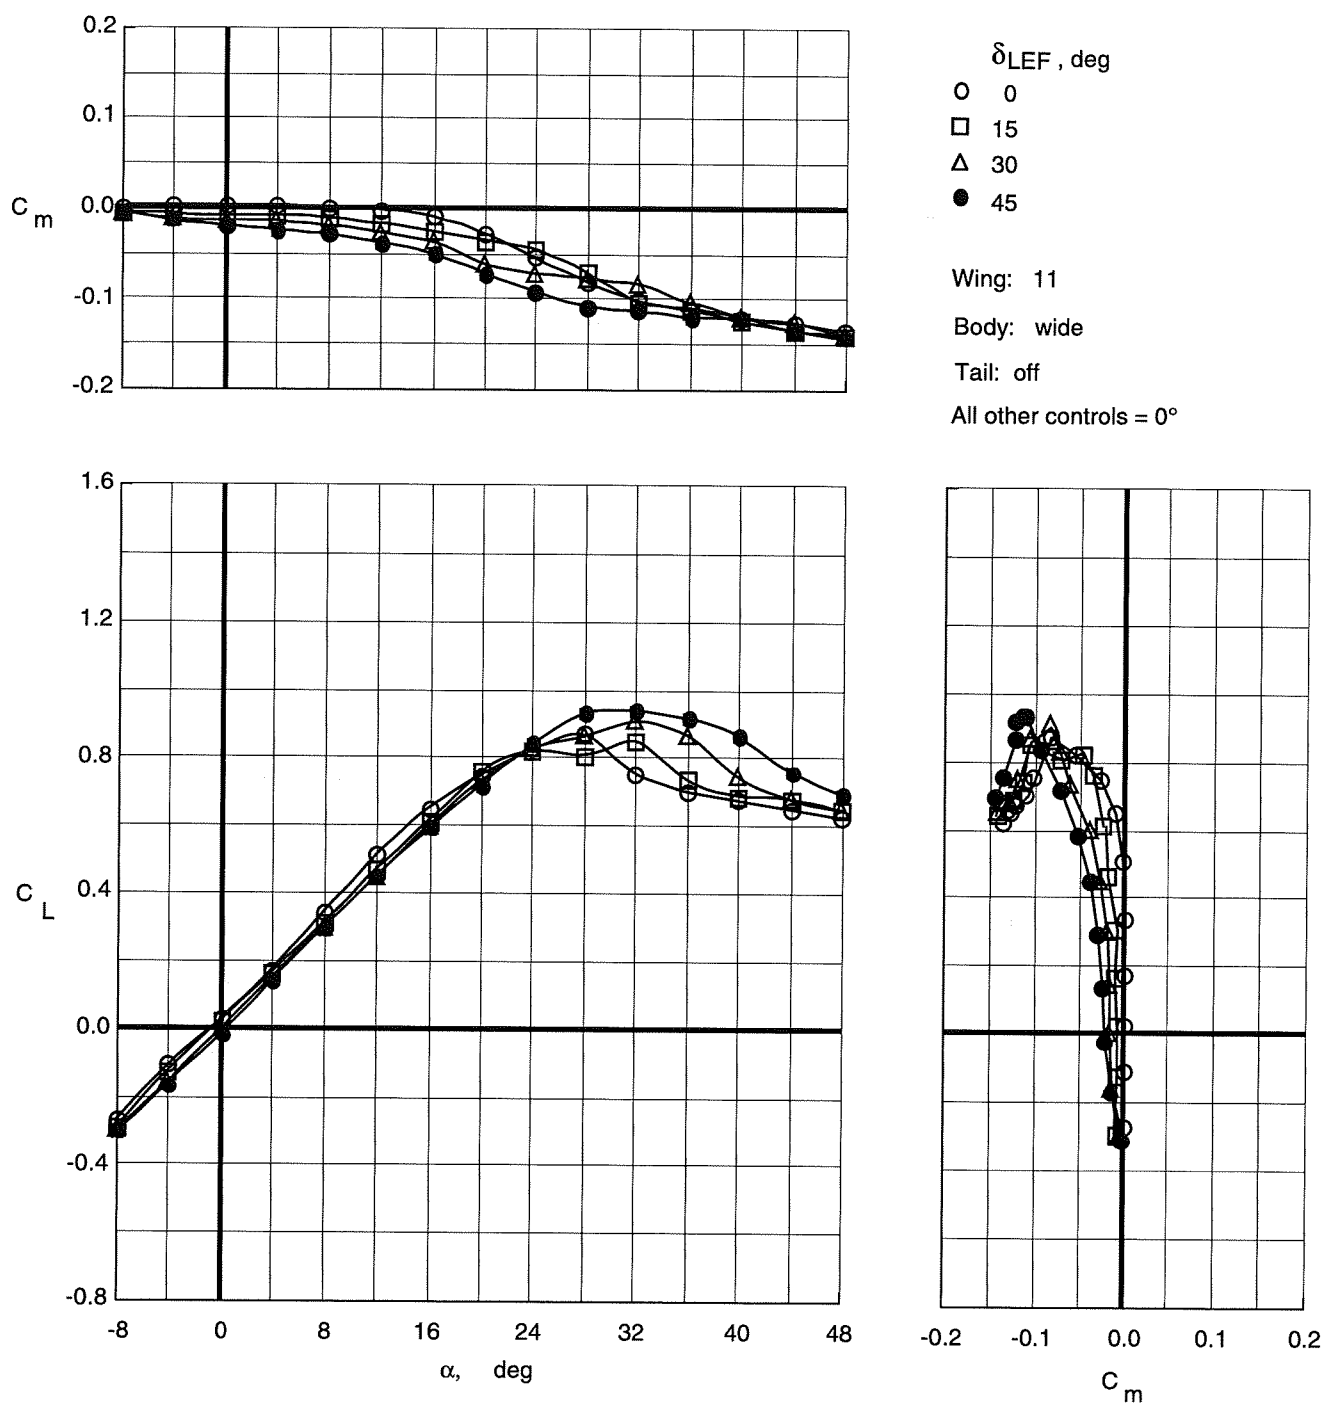 0.2
0.1
C m 0.0
-0.1
-0.2
δLEF , deg
0
15
30
45
Wing: 11
Body: wide
Tail: off
All other controls = 0°
1.6
1.2
0.8
0.4
C L
0.0
-0.4
-0.8
-8 0 8 16 24 32 40 48
α, deg
-0.2 -0.1 0.0 0.1 0.2
C m